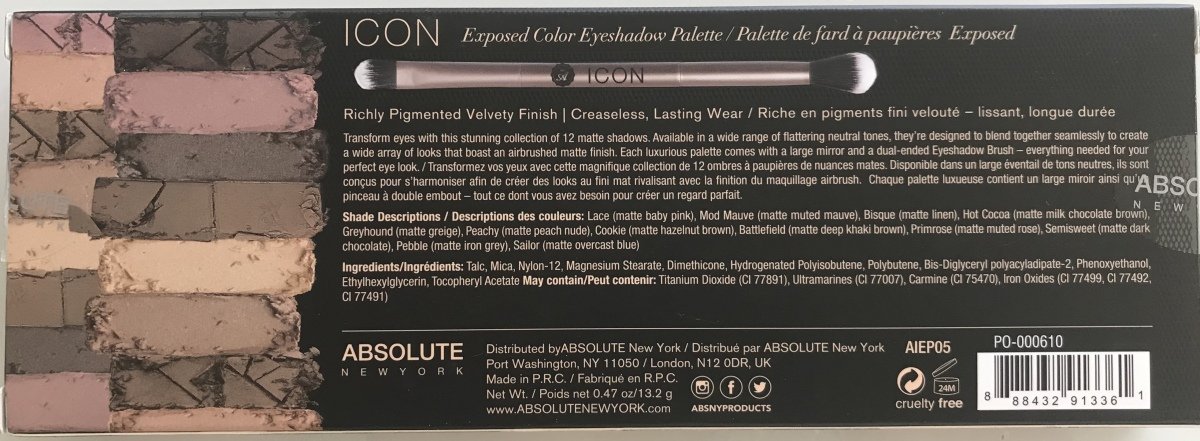 ICON Exposed Color Eyeshadow Palette / Palette de fard à paupières Exposed
ICON
Richly Pigmented Velvety Finish | Creaseless, Lasting Wear / Riche en pigments fini velouté – lissant, longue durée
Transform eyes with this stunning collection of 12 matte shadows. Available in a wide range of flattering neutral tones, they're designed to blend together seamlessly to create
a wide array of looks that boast an airbrushed matte finish. Each luxurious palette comes with a large mirror and a dual-ended Eyeshadow Brush – everything needed for your
perfect eye look. / Transformez vos yeux avec cette magnifique collection de 12 ombres à paupières de nuances mates. Disponible dans un large éventail de tons neutres, ils sont
conçus pour s'harmoniser afin de créer des looks au fini mat rivalisant avec la finition du maquillage airbrush. Chaque palette luxueuse contient un large miroir ainsi qu'un
pinceau à double embout – tout ce dont vous avez besoin pour créer un regard parfait.
ABSO
NEW
Shade Descriptions / Descriptions des couleurs: Lace (matte baby pink), Mod Mauve (matte muted mauve), Bisque (matte linen), Hot Cocoa (matte milk chocolate brown),
Greyhound (matte greige), Peachy (matte peach nude), Cookie (matte hazelnut brown), Battlefield (matte deep khaki brown), Primrose (matte muted rose), Semisweet (matte dark
chocolate), Pebble (matte iron grey), Sailor (matte overcast blue)
Ingredients/Ingrédients: Talc, Mica, Nylon-12, Magnesium Stearate, Dimethicone, Hydrogenated Polyisobutene, Polybutene, Bis-Diglyceryl polyacyladipate-2, Phenoxyethanol,
Ethylhexylglycerin, Tocopheryl Acetate May contain/Peut contenir: Titanium Dioxide (CI 77891), Ultramarines (CI 77007), Carmine (CI 75470), Iron Oxides (CI 77499, CI 77492,
CI 77491)
ABSOLUTE
NEW YORK
Distributed byABSOLUTE New York / Distribué par ABSOLUTE New York
Port Washington, NY 11050 / London, N12 0DR, UK
Made in P.R.C. / Fabriqué en R.P.C.
Net Wt. / Poids net 0.47 oz/13.2 g
www.ABSOLUTENEWYORK.com
ABSNYPRODUCTS
AIEP05
24M
cruelty free
PO-000610
8 88432 91336 1